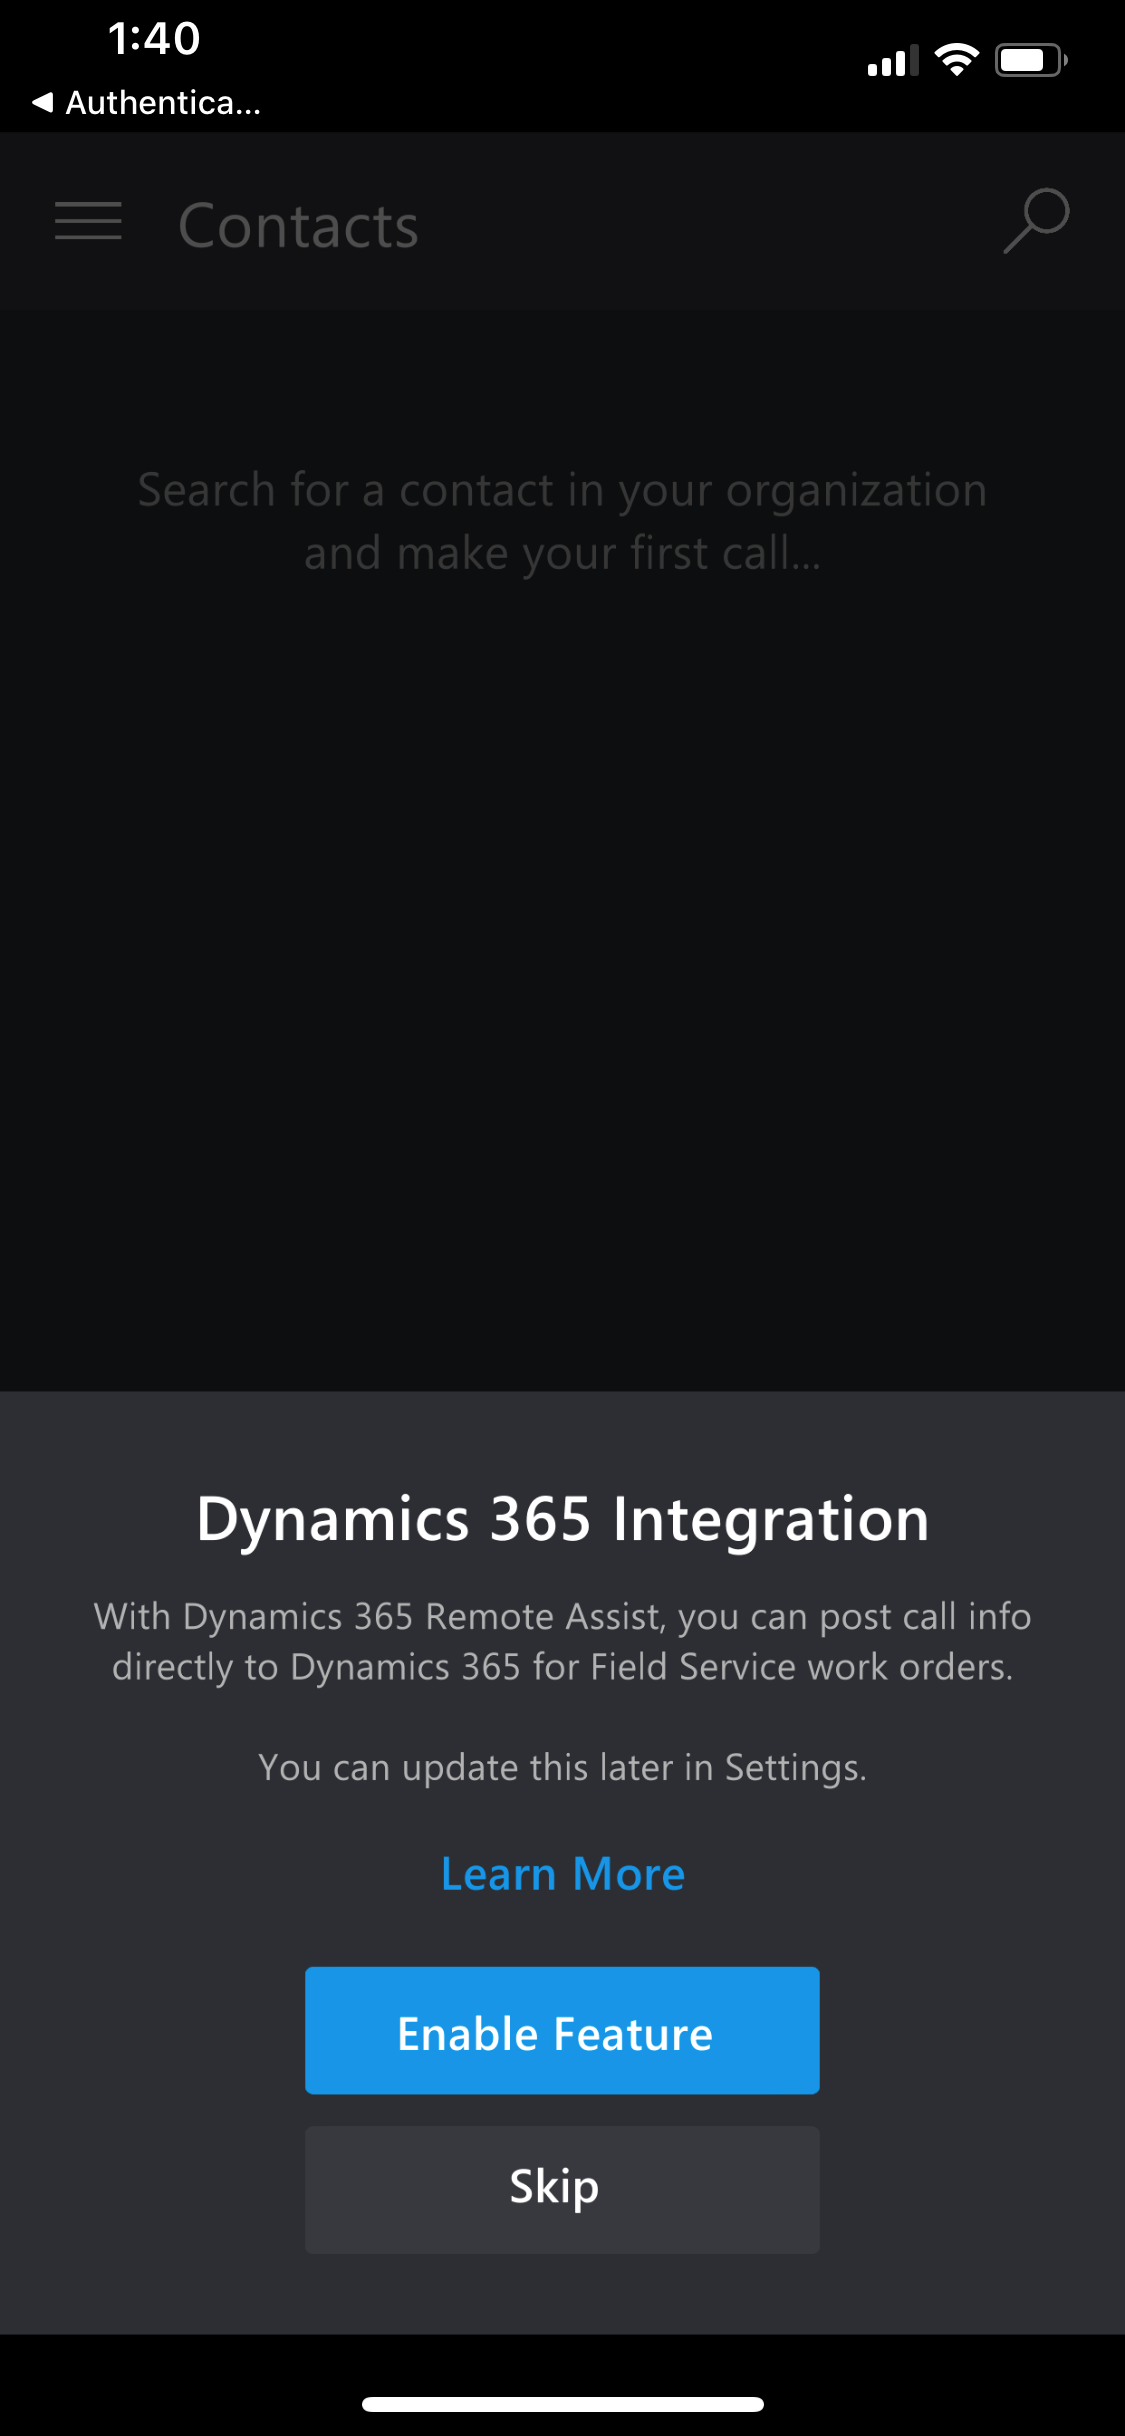 1:40
◀ Authentica...
Contacts
Search for a contact in your organization
and make your first call...
Dynamics 365 Integration
With Dynamics 365 Remote Assist, you can post call info
directly to Dynamics 365 for Field Service work orders.
You can update this later in Settings.
Learn More
Enable Feature
Skip